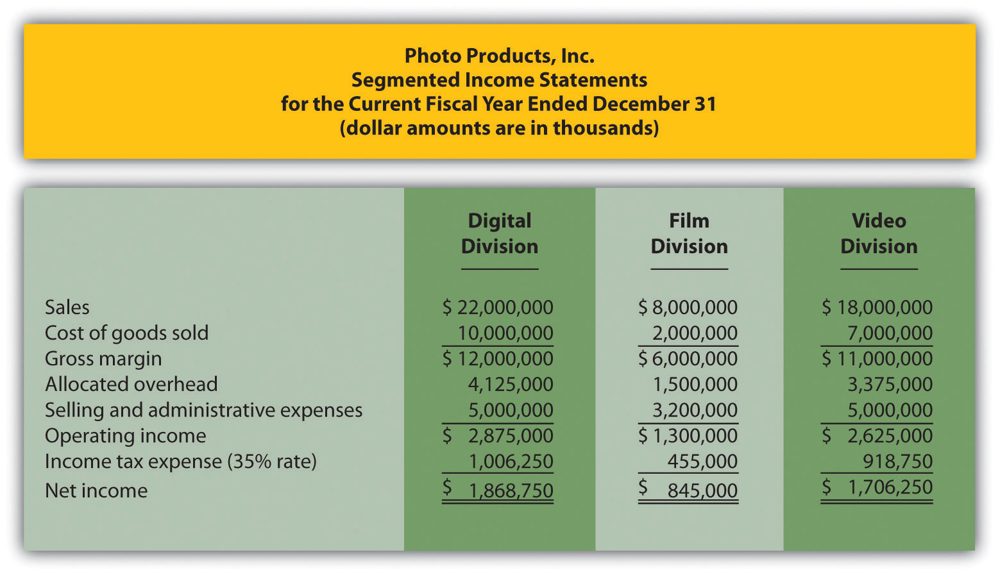 Photo Products, Inc.
Segmented Income Statements
for the Current Fiscal Year Ended December 31
(dollar amounts are in thousands)
Digital Division Film Division Video Division
Sales $ 22,000,000 $ 8,000,000 $ 18,000,000
Cost of goods sold 10,000,000 2,000,000 7,000,000
Gross margin $ 12,000,000 $ 6,000,000 $ 11,000,000
Allocated overhead 4,125,000 1,500,000 3,375,000
Selling and administrative expenses 5,000,000 3,200,000 5,000,000
Operating income $ 2,875,000 $ 1,300,000 $ 2,625,000
Income tax expense (35% rate) 1,006,250 455,000 918,750
Net income $ 1,868,750 $ 845,000 $ 1,706,250